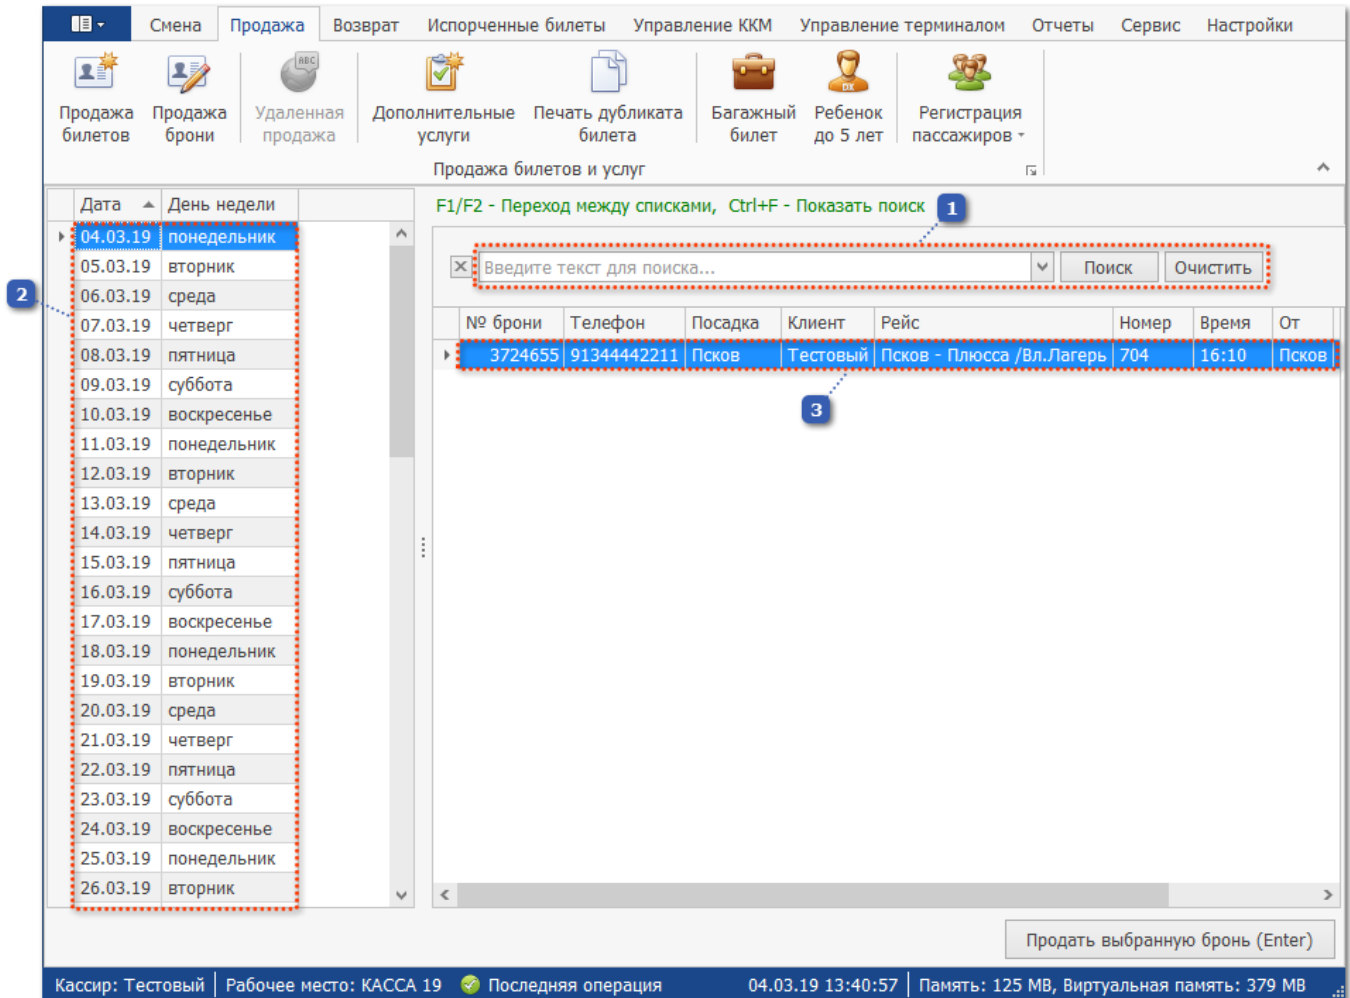 Смена Продажа Возврат Испорченные билеты Управление ККМ Управление терминалом Отчеты Сервис Настройки
ABC
DX
Продажа билетов
Продажа брони
Удаленная продажа
Дополнительные услуги
Печать дубликата билета
Багажный билет
Ребенок до 5 лет
Регистрация пассажиров
Продажа билетов и услуг
Дата День недели
04.03.19 понедельник
05.03.19 вторник
06.03.19 среда
07.03.19 четверг
08.03.19 пятница
09.03.19 суббота
10.03.19 воскресенье
11.03.19 понедельник
12.03.19 вторник
13.03.19 среда
14.03.19 четверг
15.03.19 пятница
16.03.19 суббота
17.03.19 воскресенье
18.03.19 понедельник
19.03.19 вторник
20.03.19 среда
21.03.19 четверг
22.03.19 пятница
23.03.19 суббота
24.03.19 воскресенье
25.03.19 понедельник
26.03.19 вторник
2
F1/F2 - Переход между списками, Ctrl+F - Показать поиск
1
Введите текст для поиска... Поиск Очистить
№ брони Телефон Посадка Клиент Рейс Номер Время От
3724655 91344442211 Псков Тестовый Псков - Плюсса /Вл.Лагерь 704 16:10 Псков
3
Продать выбранную бронь (Enter)
Кассир: Тестовый Рабочее место: КАССА 19 Последняя операция 04.03.19 13:40:57 Память: 125 MB, Виртуальная память: 379 MB